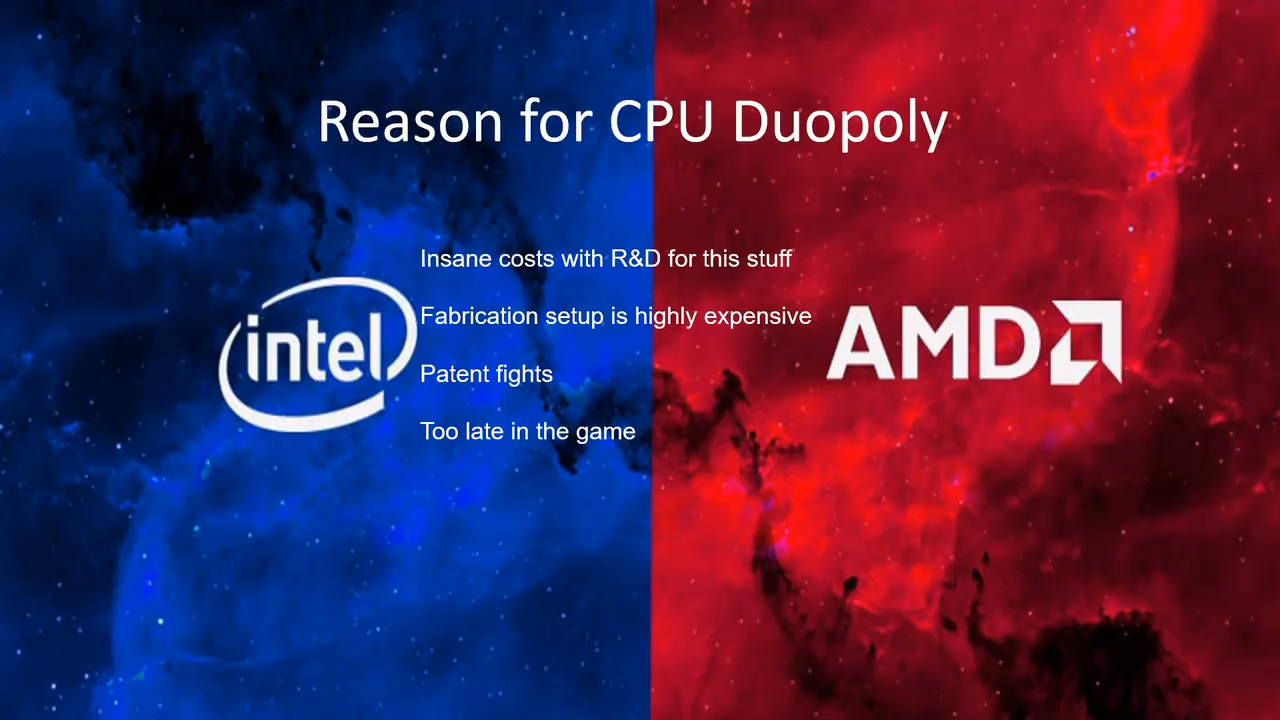 Reason for CPU Duopoly
Insane costs with R&D for this stuff
Fabrication setup is highly expensive
Patent fights
Too late in the game
intel
AMD